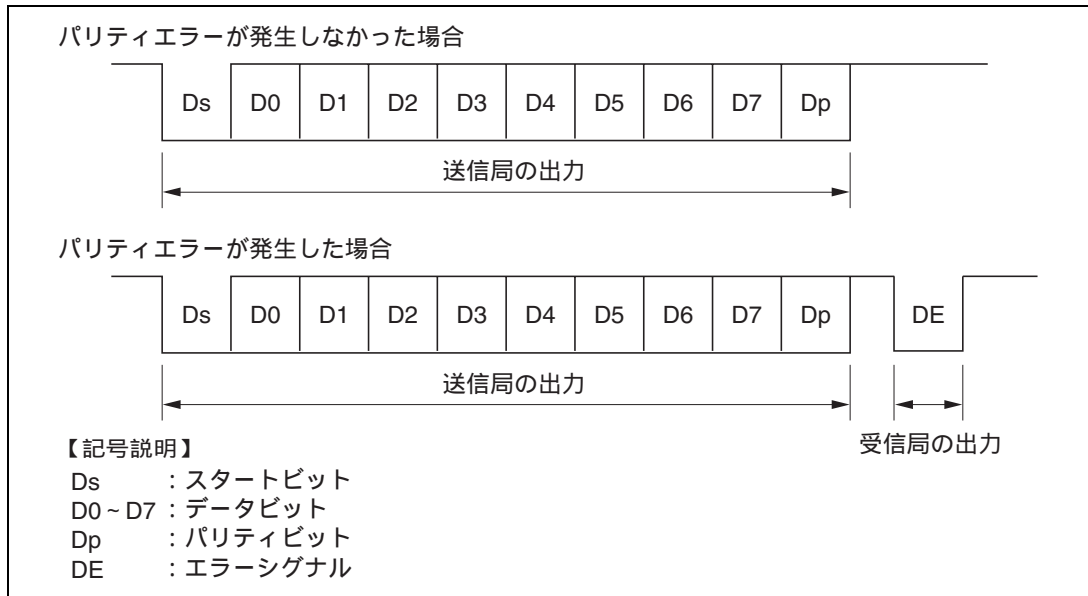 パリティエラーが発生しなかった場合
Ds D0 D1 D2 D3 D4 D5 D6 D7 Dp
送信局の出力
パリティエラーが発生した場合
Ds D0 D1 D2 D3 D4 D5 D6 D7 Dp DE
送信局の出力
受信局の出力
【記号説明】
Ds :スタートビット
D0~D7:データビット
Dp :パリティビット
DE :エラーシグナル